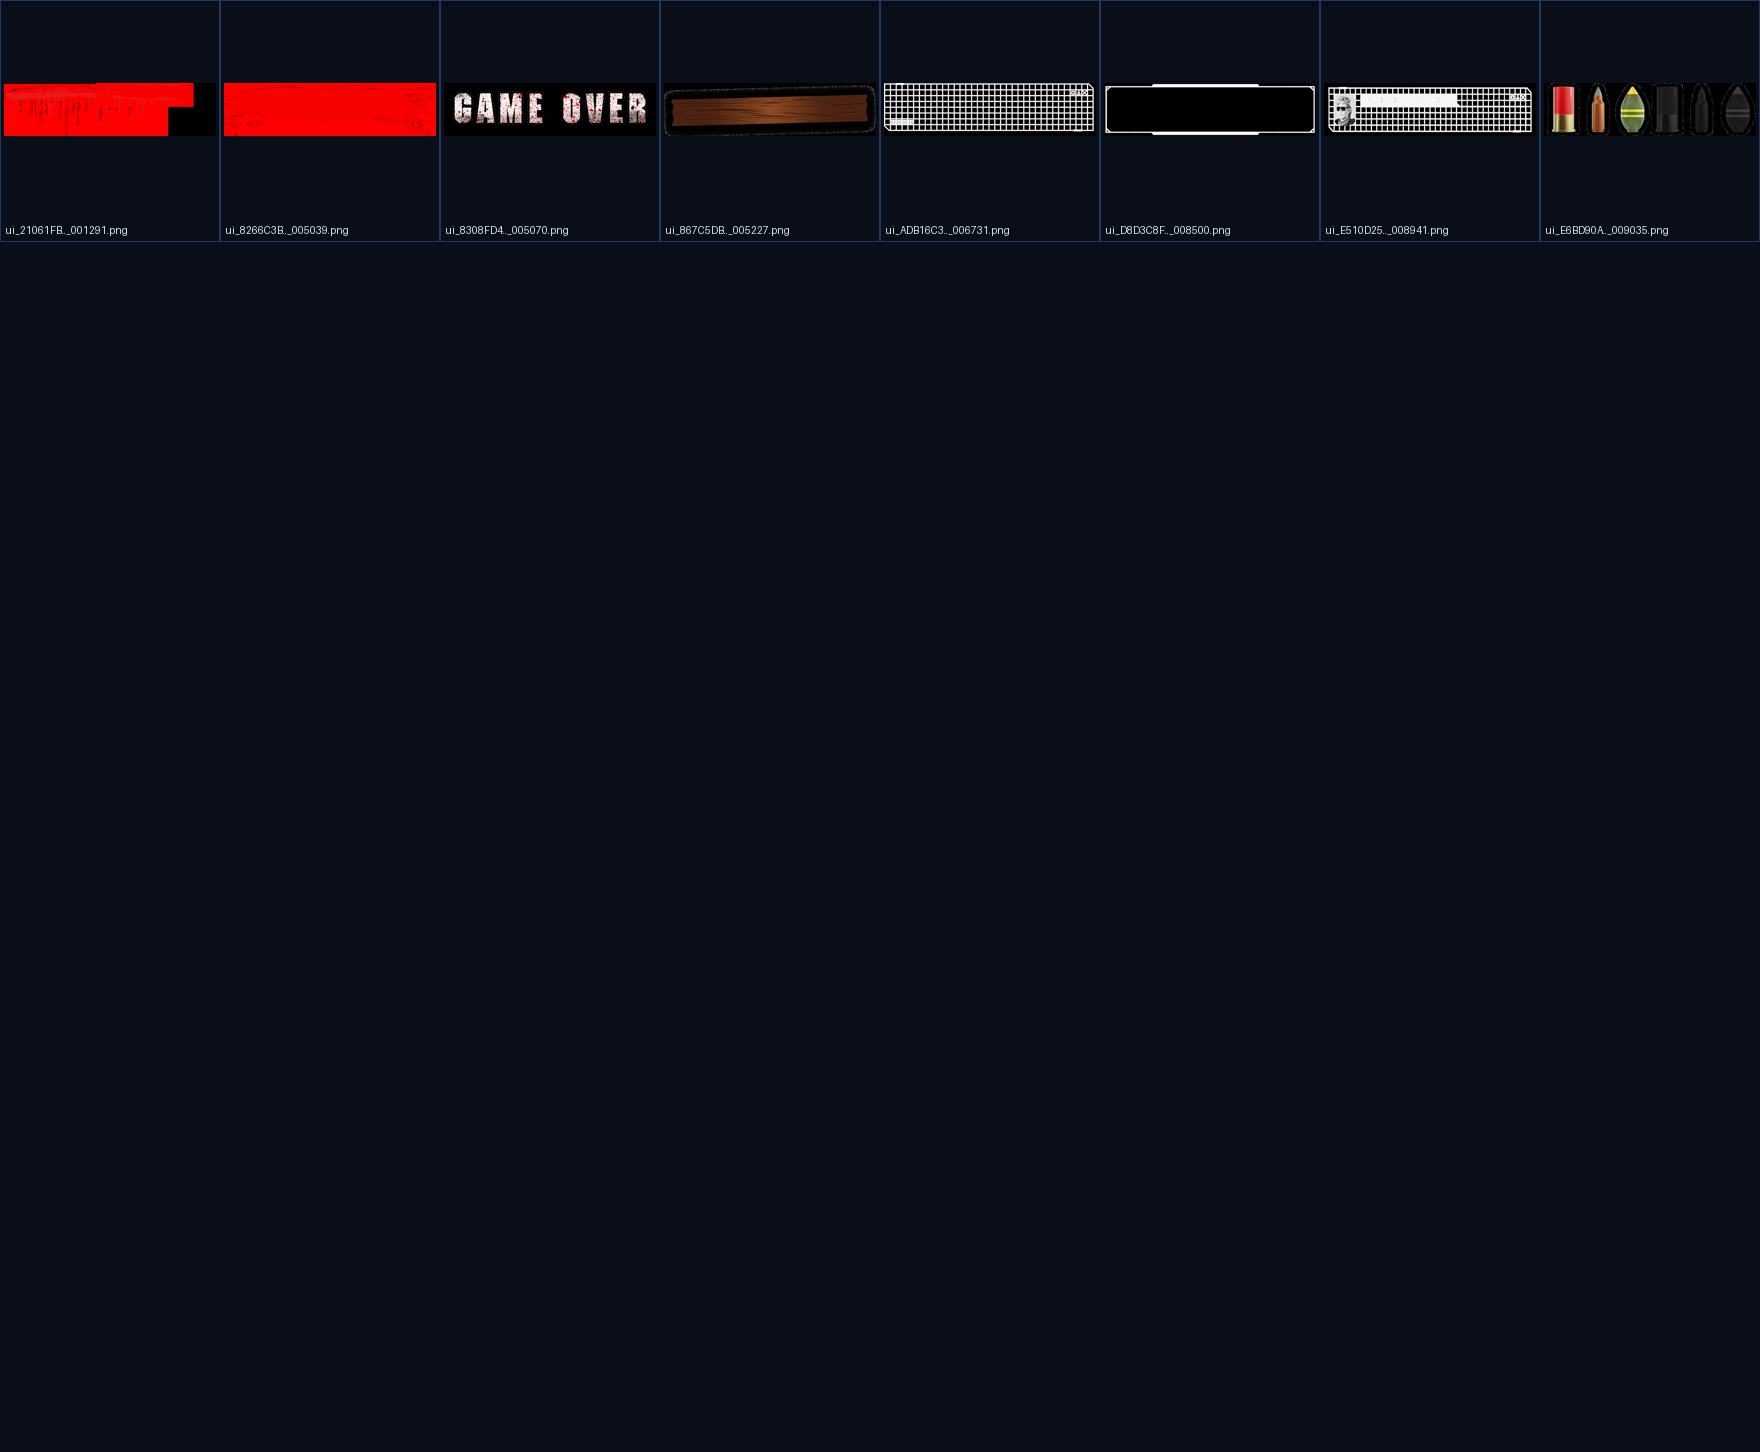 GAME OVER
ui_21061FB.._001291.png
ui_8266C3B.._005039.png
ui_8308FD4.._005070.png
ui_867C5DB.._005227.png
ui_ADB16C3.._006731.png
ui_D8D3C8F.._008500.png
ui_E510D25.._008941.png
ui_E6BD90A.._009035.png